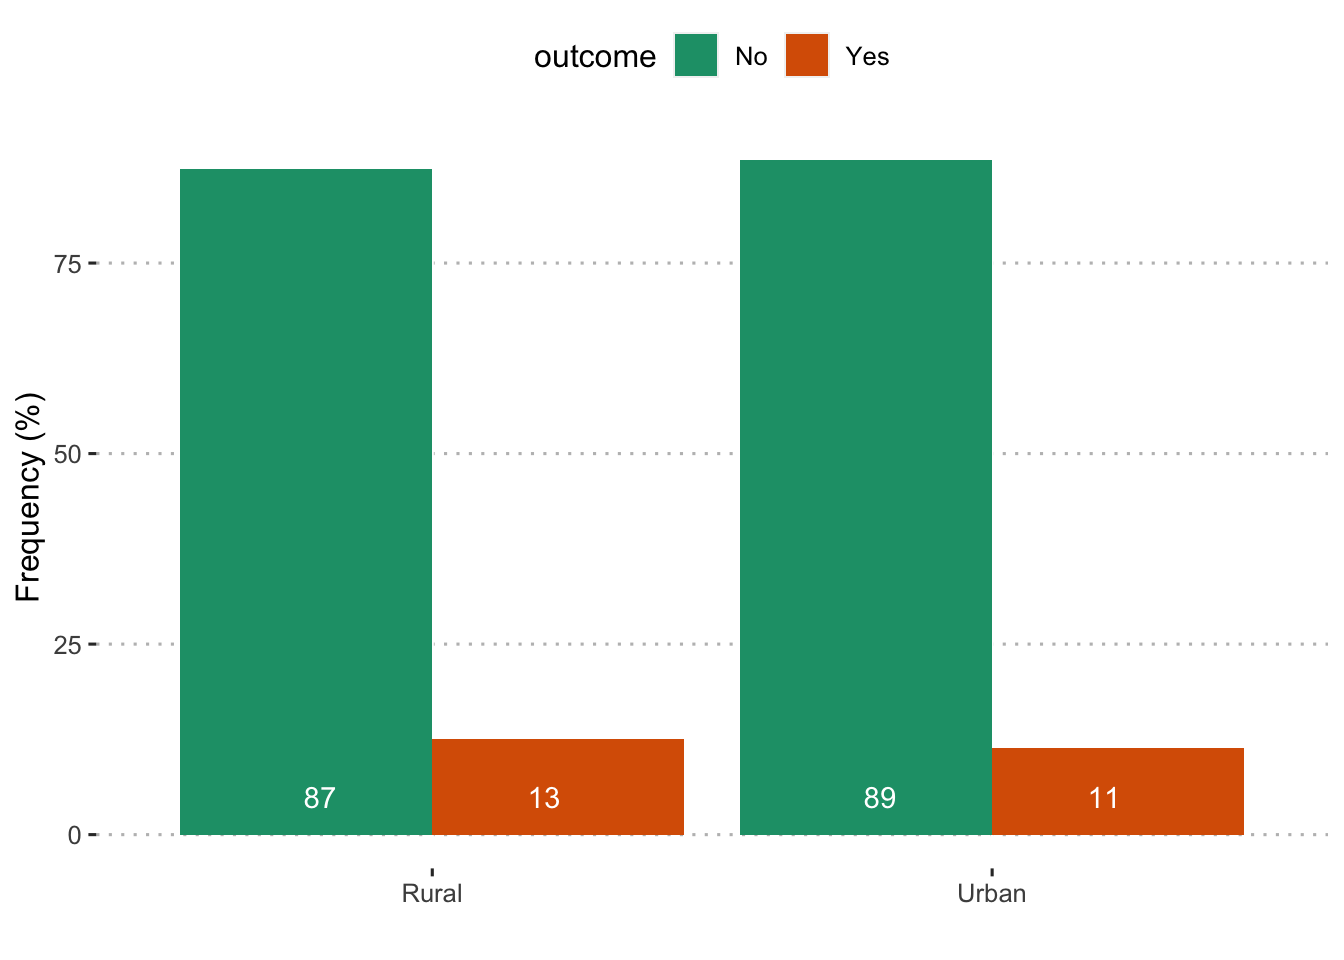 outcome No Yes
Frequency (%)
75
50
25
0
87 13 89 11
Rural Urban